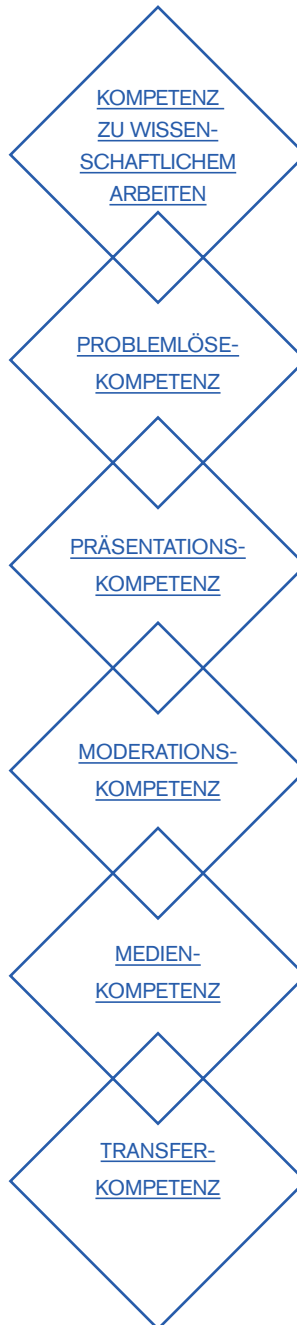 KOMPETENZ
ZU WISSEN-
SCHAFTLICHEM
ARBEITEN
PROBLEMLÖSE-
KOMPETENZ
PRÄSENTATIONS-
KOMPETENZ
MODERATIONS-
KOMPETENZ
MEDIEN-
KOMPETENZ
TRANSFER-
KOMPETENZ